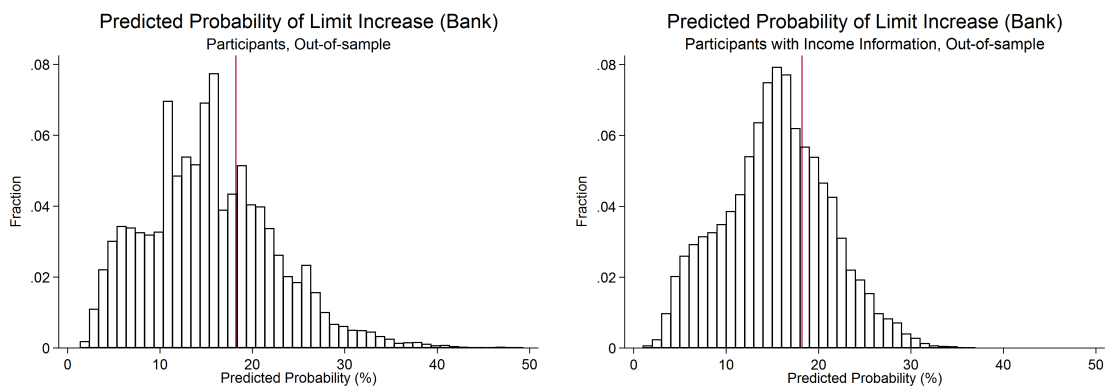 Predicted Probability of Limit Increase (Bank)
Participants, Out-of-sample
.08
.06
.04
.02
0
Fraction
0 10 20 30 40 50
Predicted Probability (%)
Predicted Probability of Limit Increase (Bank)
Participants with Income Information, Out-of-sample
.08
.06
.04
.02
0
Fraction
0 10 20 30 40 50
Predicted Probability (%)